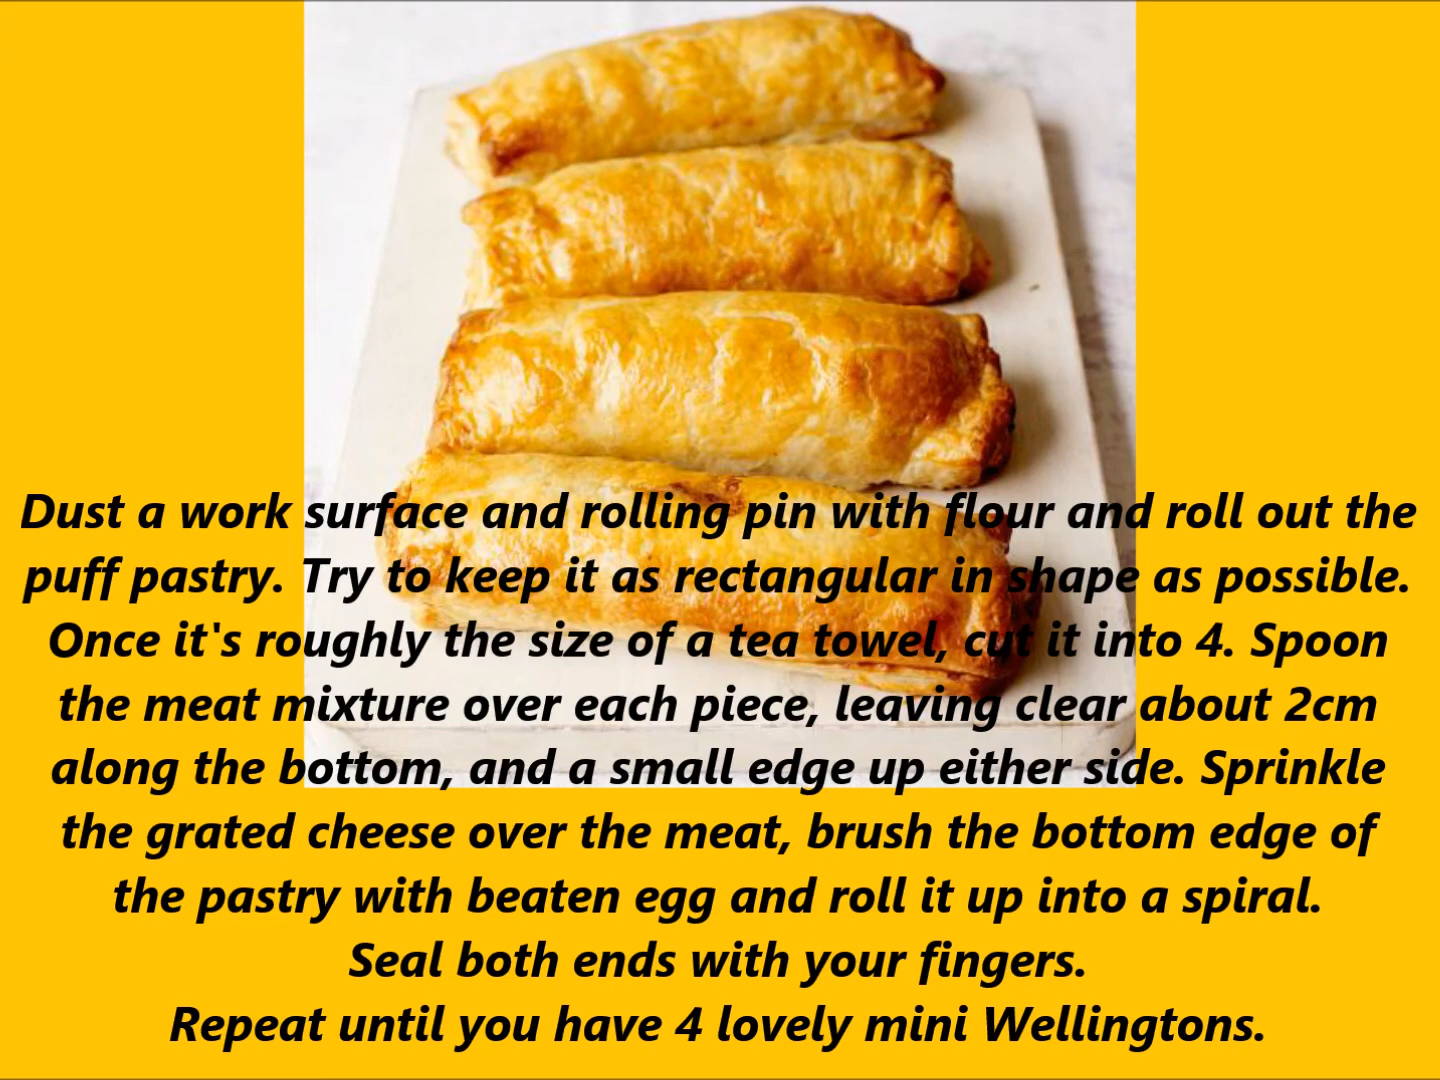 Dust a work surface and rolling pin with flour and roll out the
puff pastry. Try to keep it as rectangular in shape as possible.
Once it's roughly the size of a tea towel, cut it into 4. Spoon
the meat mixture over each piece, leaving clear about 2cm
along the bottom, and a small edge up either side. Sprinkle
the grated cheese over the meat, brush the bottom edge of
the pastry with beaten egg and roll it up into a spiral.
Seal both ends with your fingers.
Repeat until you have 4 lovely mini Wellingtons.